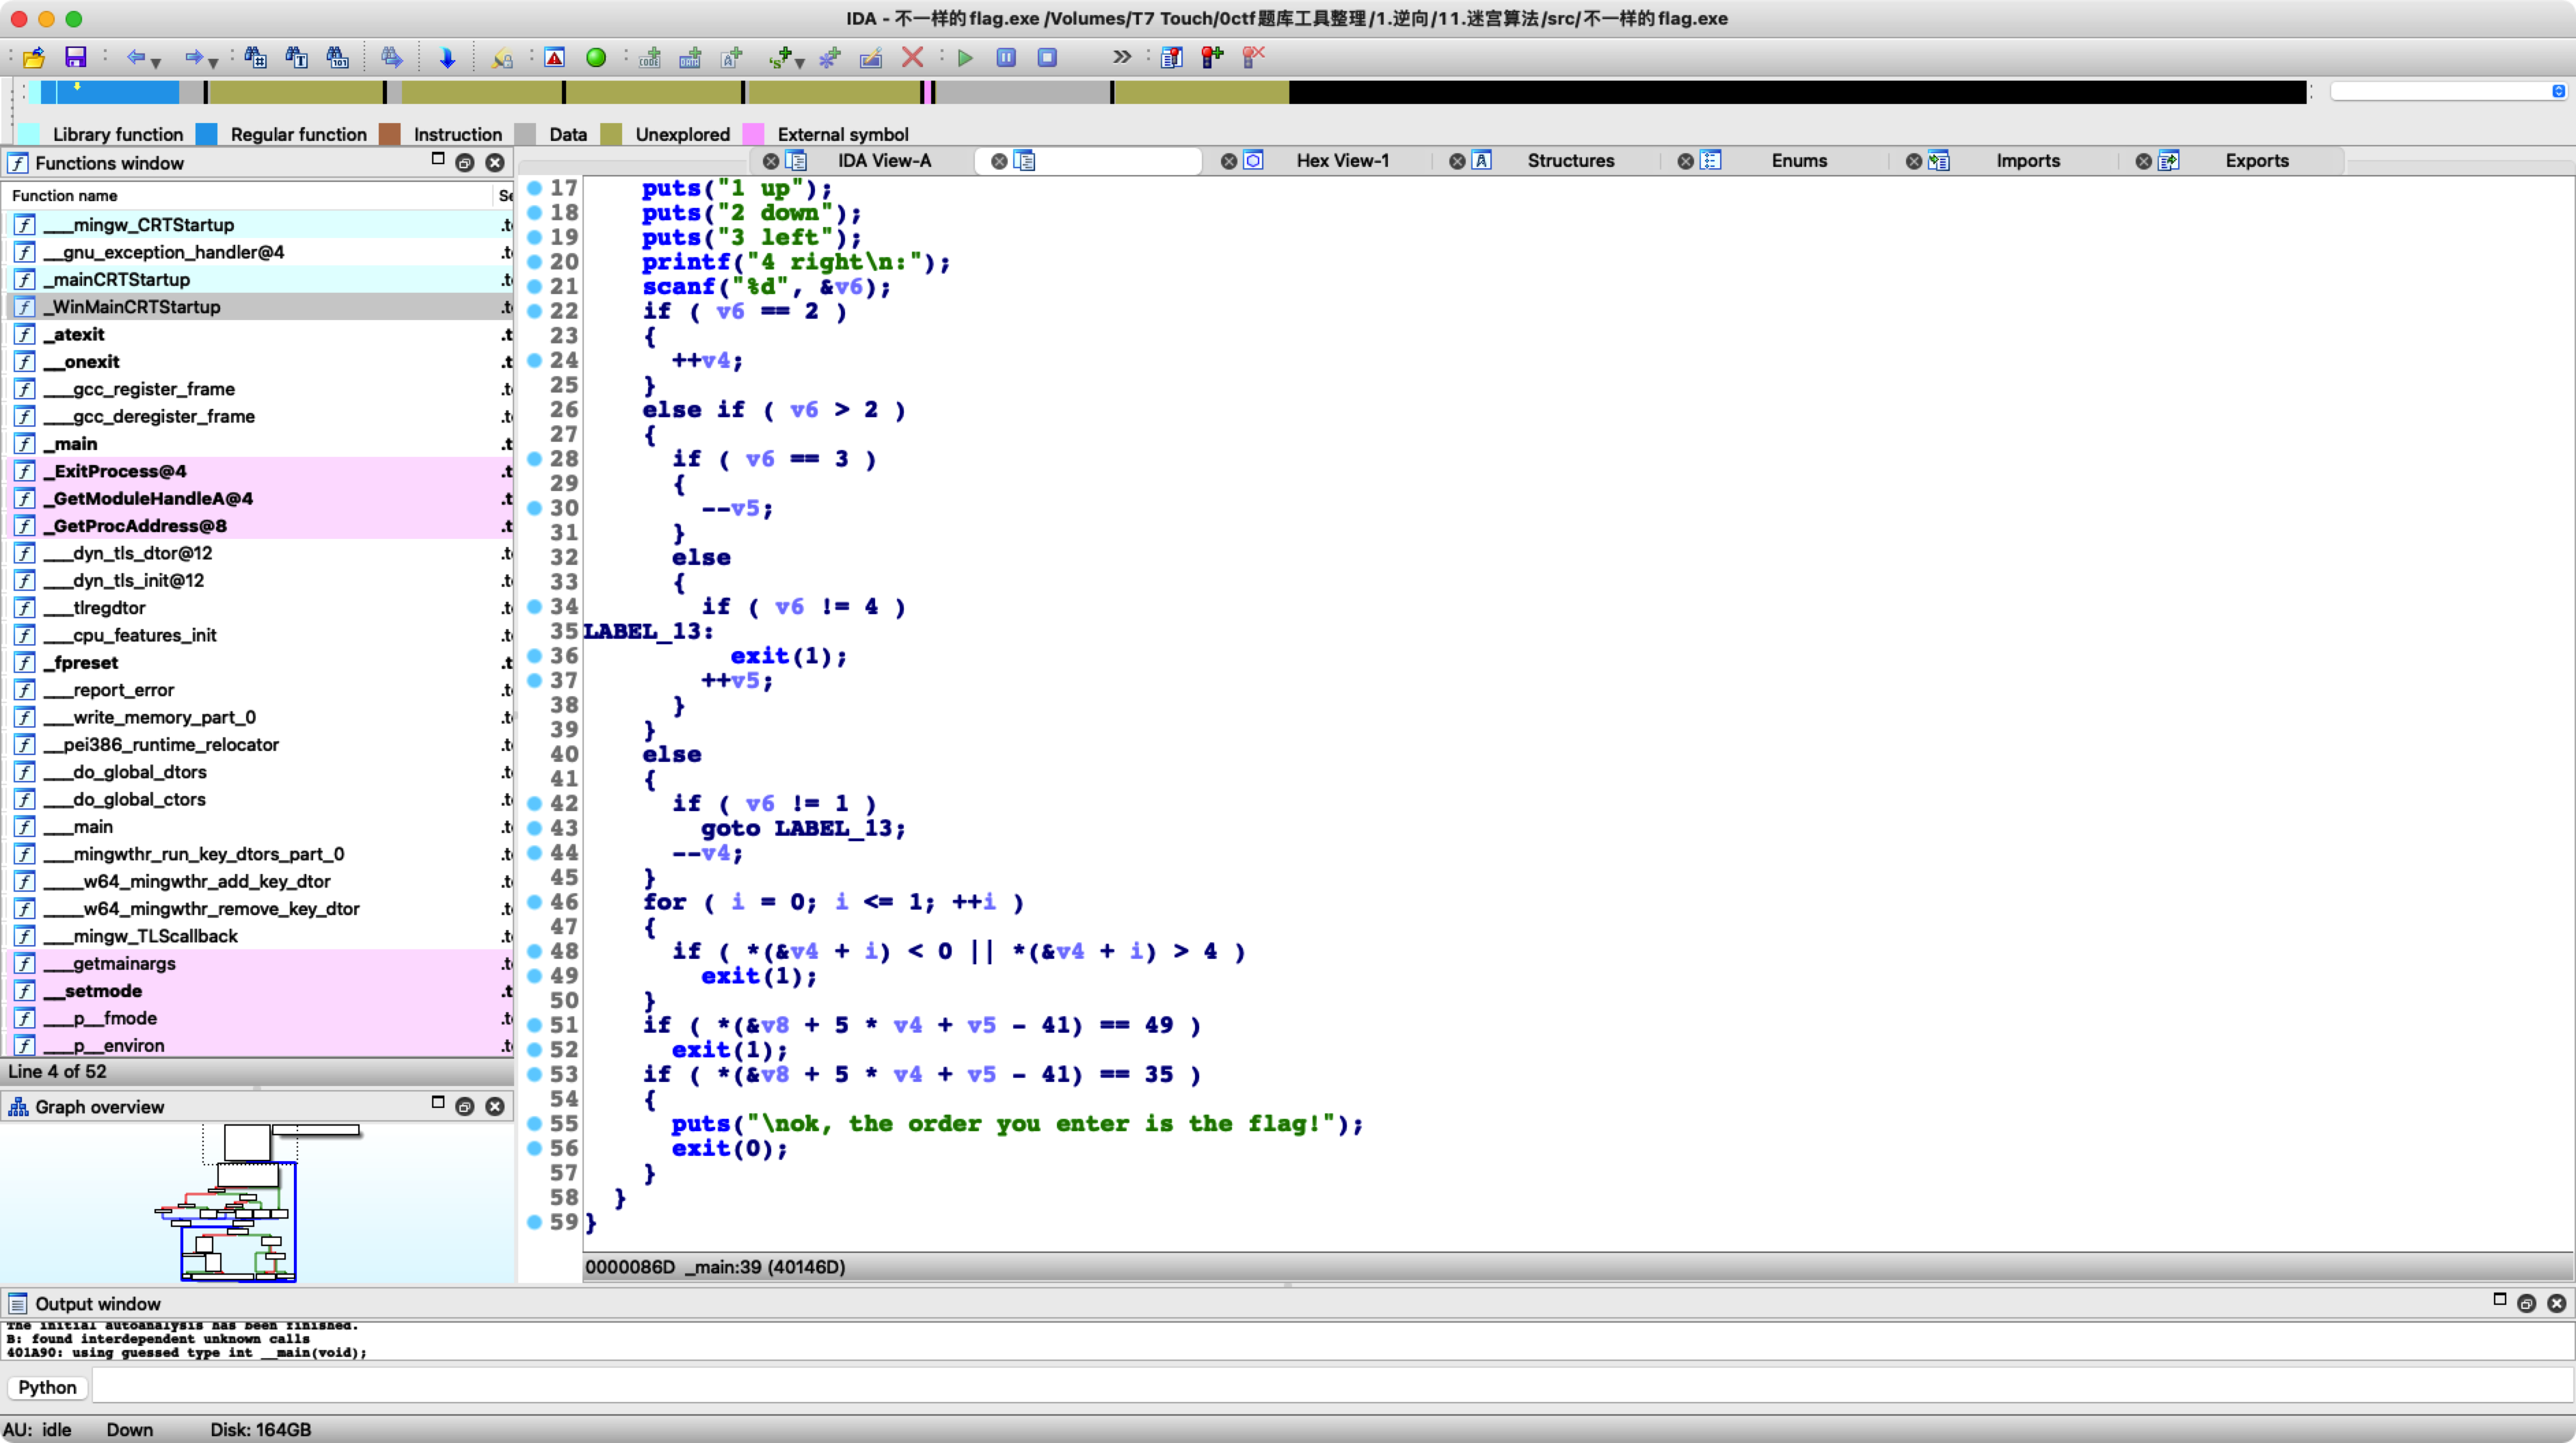 IDA - 不一样的flag.exe /Volumes/T7 Touch/0ctf题库工具整理/1.逆向/11.迷宫算法/src/不一样的flag.exe
Library function Regular function Instruction Data Unexplored External symbol
Functions window
IDA View-A Hex View-1 Structures Enums Imports Exports
Function name
___mingw_CRTStartup
__gnu_exception_handler@4
_mainCRTStartup
_WinMainCRTStartup
_atexit
__onexit
___gcc_register_frame
___gcc_deregister_frame
_main
_ExitProcess@4
_GetModuleHandleA@4
_GetProcAddress@8
___dyn_tls_dtor@12
___dyn_tls_init@12
___tlregdtor
___cpu_features_init
_fpreset
___report_error
___write_memory_part_0
__pei386_runtime_relocator
___do_global_dtors
___do_global_ctors
___main
___mingwthr_run_key_dtors_part_0
____w64_mingwthr_add_key_dtor
____w64_mingwthr_remove_key_dtor
___mingw_TLScallback
___getmainargs
__setmode
___p__fmode
___p__environ
Line 4 of 52
Graph overview
17 puts("1 up");
18 puts("2 down");
19 puts("3 left");
20 printf("4 right\n:");
21 scanf("%d", &v6);
22 if ( v6 == 2 )
23 {
24 ++v4;
25 }
26 else if ( v6 > 2 )
27 {
28 if ( v6 == 3 )
29 {
30 --v5;
31 }
32 else
33 {
34 if ( v6 != 4 )
35 LABEL_13:
36 exit(1);
37 ++v5;
38 }
39 }
40 else
41 {
42 if ( v6 != 1 )
43 goto LABEL_13;
44 --v4;
45 }
46 for ( i = 0; i <= 1; ++i )
47 {
48 if ( *(&v4 + i) < 0 || *(&v4 + i) > 4 )
49 exit(1);
50 }
51 if ( *(&v8 + 5 * v4 + v5 - 41) == 49 )
52 exit(1);
53 if ( *(&v8 + 5 * v4 + v5 - 41) == 35 )
54 {
55 puts("\nok, the order you enter is the flag!");
56 exit(0);
57 }
58 }
59 }
0000086D _main:39 (40146D)
Output window
The initial autoanalysis has been finished.
B: found interdependent unknown calls
401A90: using guessed type int __main(void);
Python
AU: idle Down Disk: 164GB